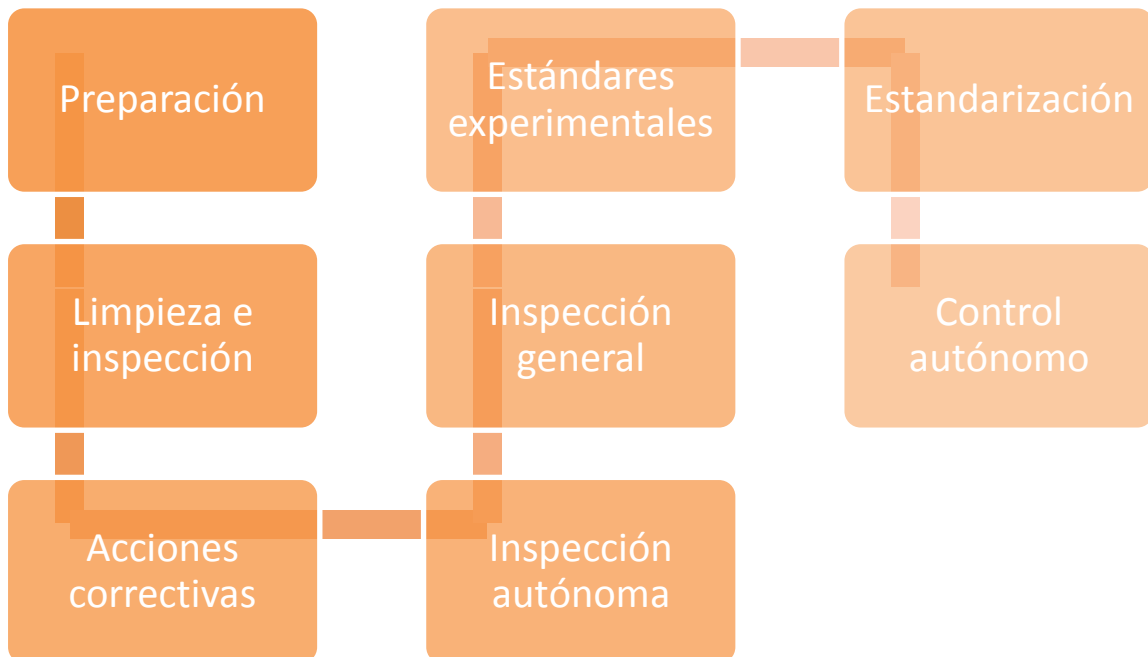 Preparación
Limpieza e
inspección
Acciones
correctivas
Inspección
autónoma
Inspección
general
Estándares
experimentales
Estandarización
Control
autónomo